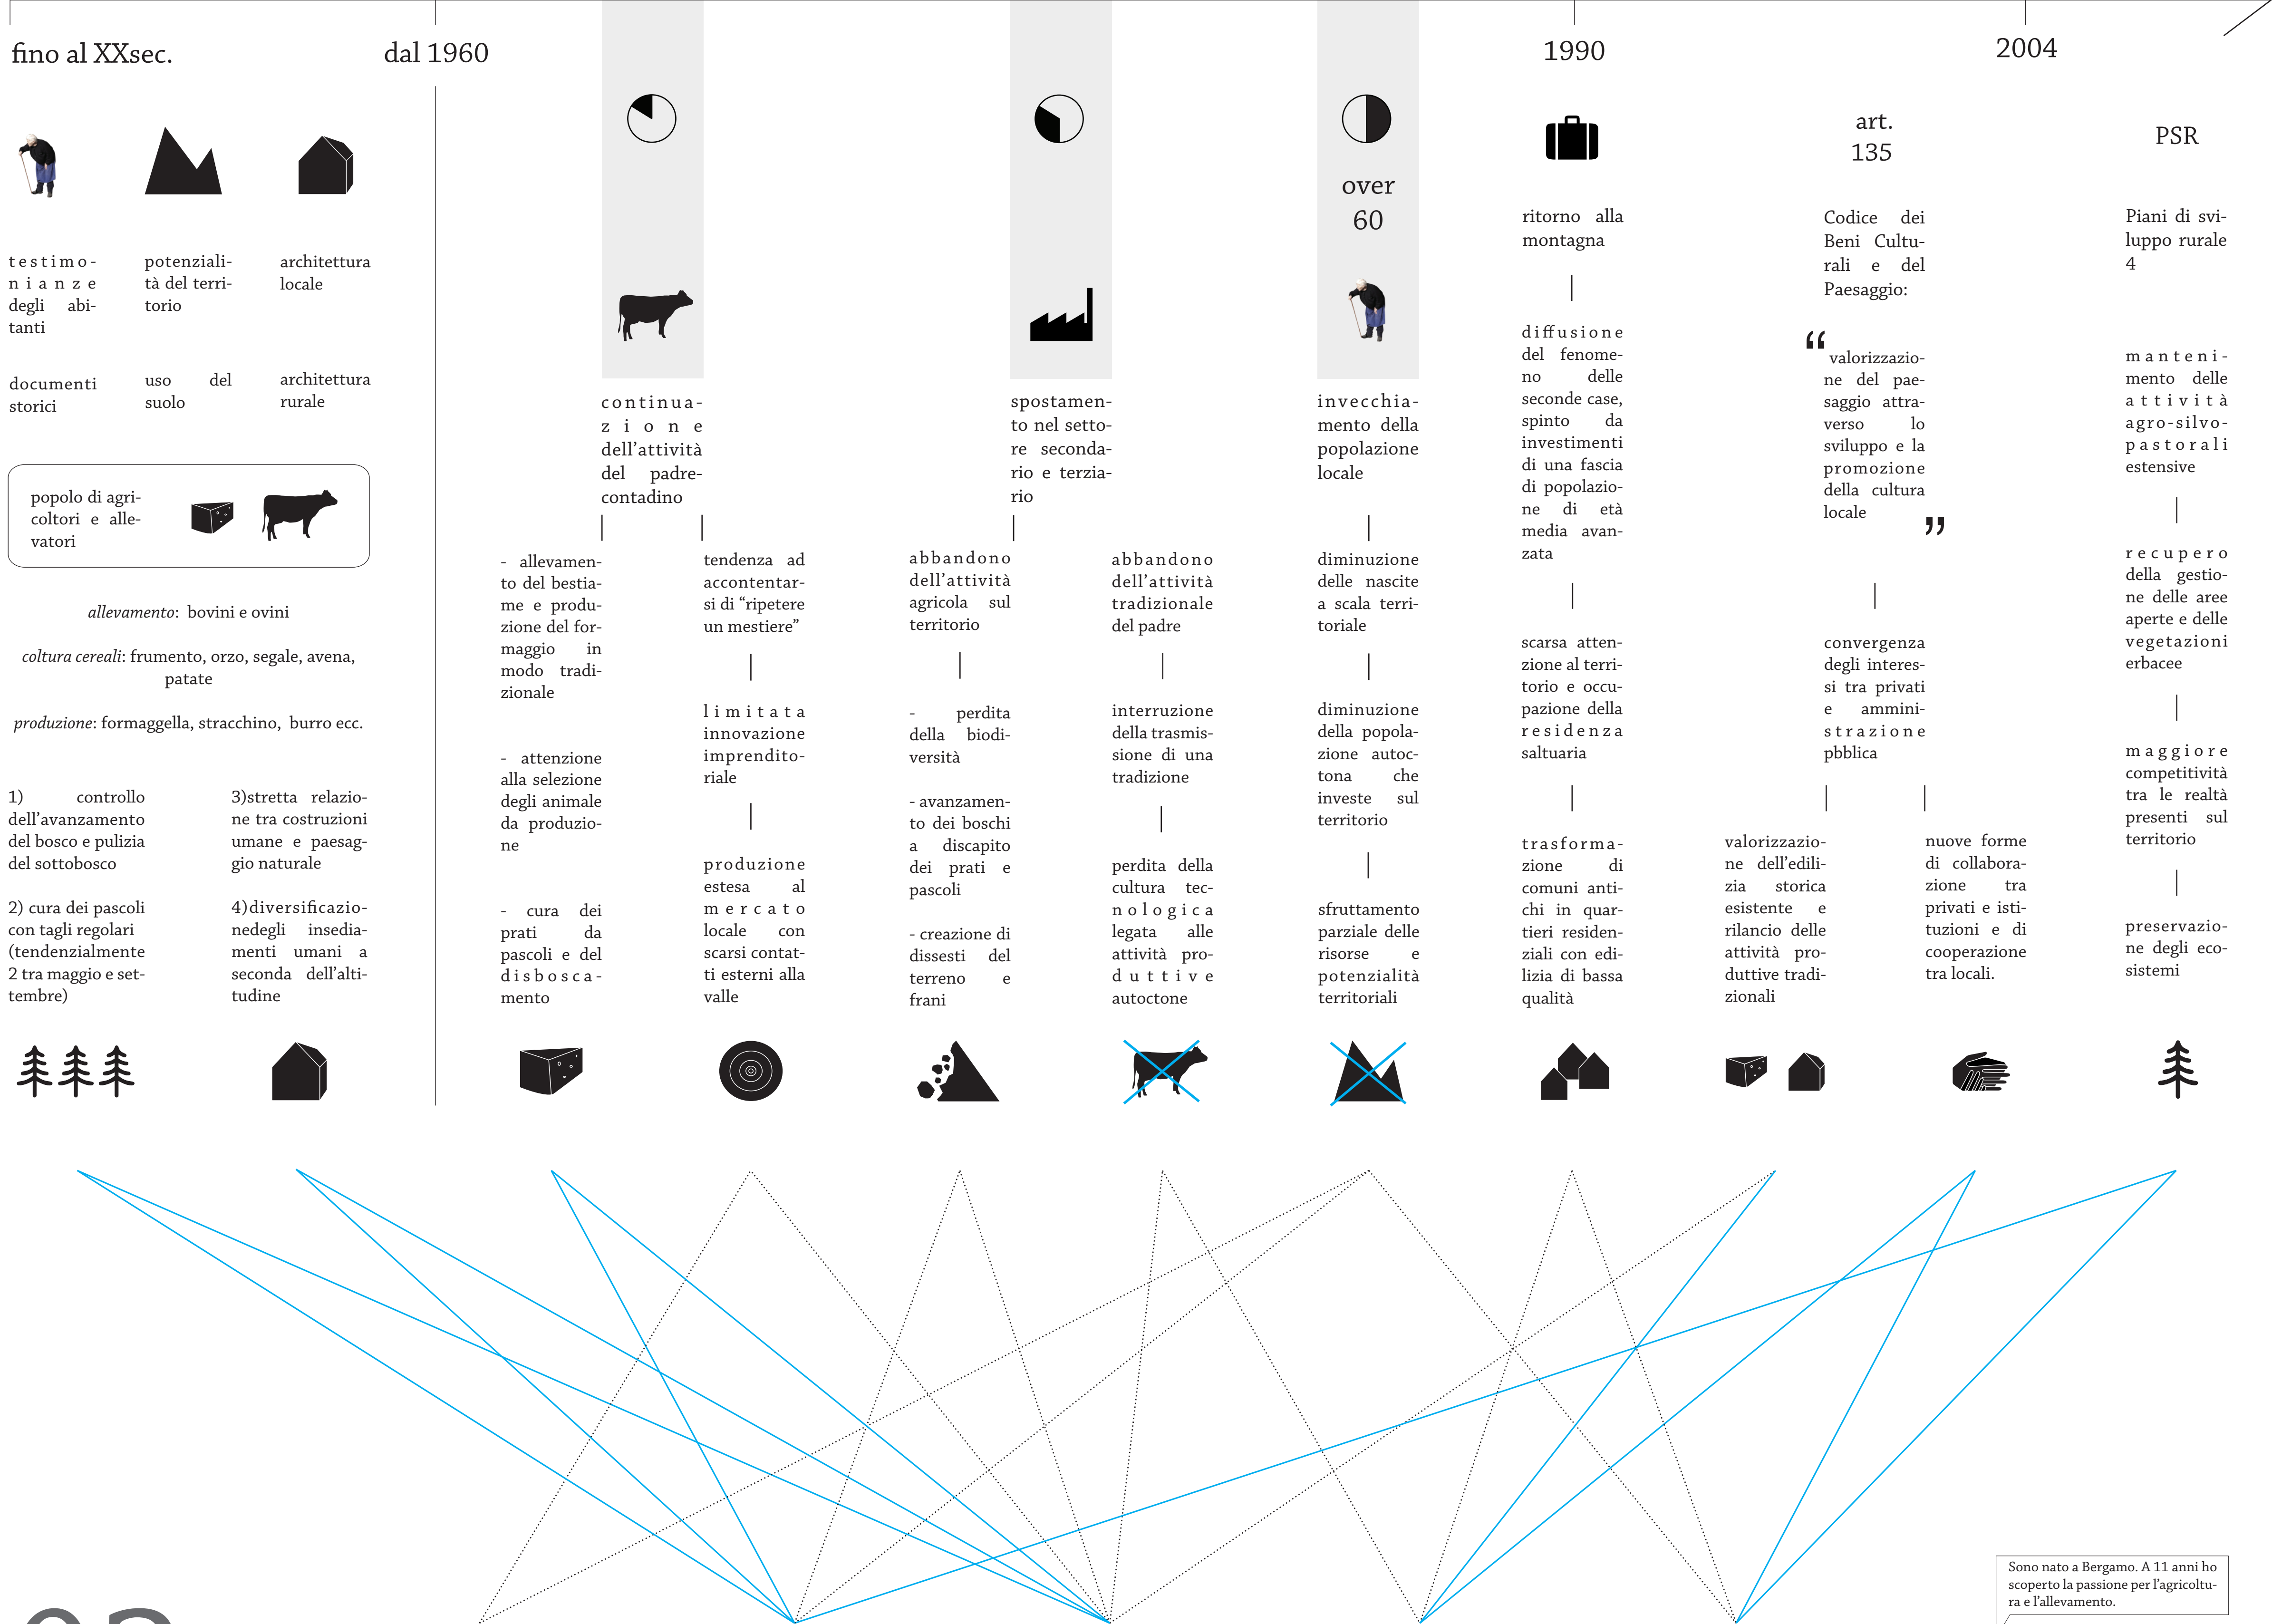 fino al XXsec.
dal 1960
1990
2004
testimo-
nianze
degli abi-
tanti
potenziali-
tà del terri-
torio
architettura
locale
documenti
storici
uso del
suolo
architettura
rurale
popolo di agri-
coltori e alle-
vatori
allevamento: bovini e ovini
coltura cereali: frumento, orzo, segale, avena,
patate
produzione: formaggella, stracchino, burro ecc.
1) controllo
dell'avanzamento
del bosco e pulizia
del sottobosco
2) cura dei pascoli
con tagli regolari
(tendenzialmente
2 tra maggio e set-
tembre)
3)stretta relazio-
ne tra costruzioni
umane e paesag-
gio naturale
4)diversificazio-
nedegli insedia-
menti umani a
seconda dell'alti-
tudine
continua-
zione
dell'attività
del padre-
contadino
- allevamen-
to del bestia-
me e produ-
zione del for-
maggio in
modo tradi-
zionale
- attenzione
alla selezione
degli animale
da produzio-
ne
- cura dei
prati da
pascoli e del
disbosca-
mento
tendenza ad
accontentar-
si di “ripetere
un mestiere”
limitata
innovazione
imprendito-
riale
produzione
estesa al
mercato
locale con
scarsi contat-
ti esterni alla
valle
spostamen-
to nel setto-
re seconda-
rio e terzia-
rio
abbandono
dell'attività
agricola sul
territorio
- perdita
della biodi-
versità
- avanzamen-
to dei boschi
a discapito
dei prati e
pascoli
- creazione di
dissesti del
terreno e
frani
abbandono
dell'attività
tradizionale
del padre
interruzione
della trasmis-
sione di una
tradizione
perdita della
cultura tec-
nologica
legata alle
attività pro-
duttive
autoctone
over
60
invecchia-
mento della
popolazione
locale
diminuzione
delle nascite
a scala terri-
toriale
diminuzione
della popola-
zione autoc-
tona che
investe sul
territorio
sfruttamento
parziale delle
risorse e
potenzialità
territoriali
ritorno alla
montagna
diffusione
del fenome-
no delle
seconde case,
spinto da
investimenti
di una fascia
di popolazio-
ne di età
media avan-
zata
scarsa atten-
zione al terri-
torio e occu-
pazione della
residenza
saltuaria
trasforma-
zione di
comuni anti-
chi in quar-
tieri residen-
ziali con edi-
lizia di bassa
qualità
art.
135
Codice dei
Beni Cultu-
rali e del
Paesaggio:
“ valorizzazio-
ne del pae-
saggio attra-
verso lo
sviluppo e la
promozione
della cultura
locale ”
convergenza
degli interes-
si tra privati
e ammini-
strazione
pbblica
valorizzazio-
ne dell'edili-
zia storica
esistente e
rilancio delle
attività pro-
duttive tradi-
zionali
nuove forme
di collabora-
zione tra
privati e isti-
tuzioni e di
cooperazione
tra locali.
PSR
Piani di svi-
luppo rurale
4
manteni-
mento delle
attività
agro-silvo-
pastorali
estensive
recupero
della gestio-
ne delle aree
aperte e delle
vegetazioni
erbacee
maggiore
competitività
tra le realtà
presenti sul
territorio
preservazio-
ne degli eco-
sistemi
Sono nato a Bergamo. A 11 anni ho
scoperto la passione per l'agricoltu-
ra e l'allevamento.